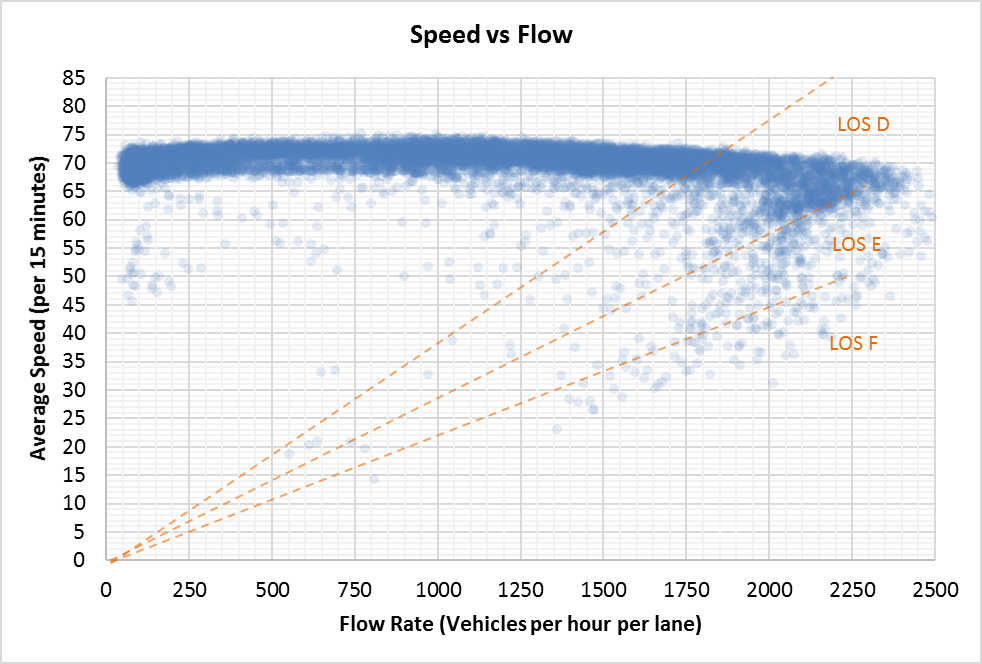 Speed vs Flow
85
80
75
70
65
60
55
50
45
40
35
30
25
20
15
10
5
0
Average Speed (per 15 minutes)
LOS D
LOS E
LOS F
0 250 500 750 1000 1250 1500 1750 2000 2250 2500
Flow Rate (Vehicles per hour per lane)